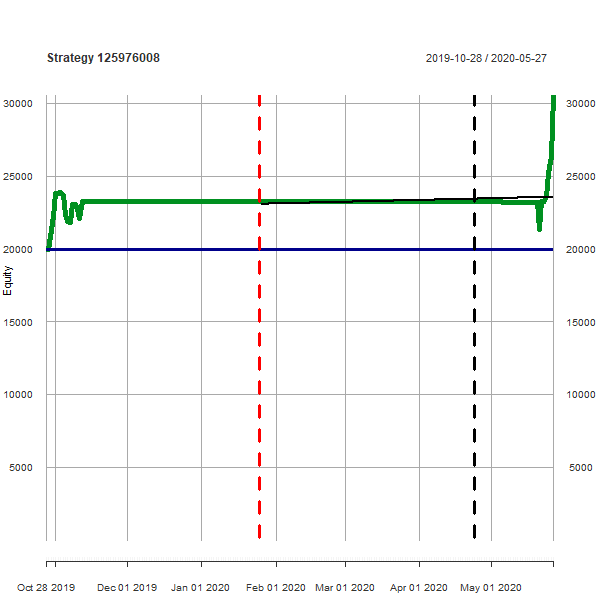 Strategy 125976008
2019-10-28 / 2020-05-27
30000
30000
25000
25000
20000
20000
Equity
15000
15000
10000
10000
5000
5000
Oct 28 2019
Dec 01 2019
Jan 01 2020
Feb 01 2020
Mar 01 2020
Apr 01 2020
May 01 2020